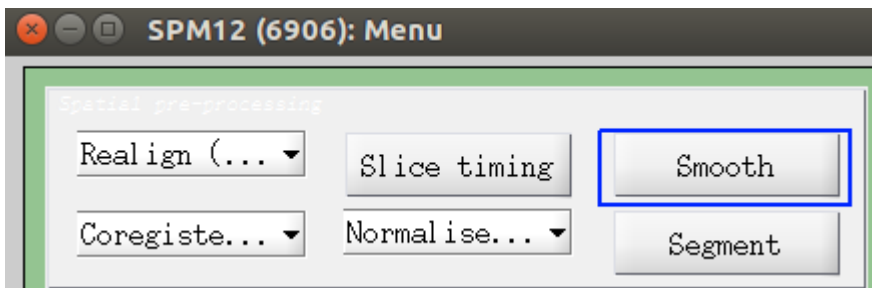 SPM12 (6906): Menu
Spatial pre-processing
Realign (... Slice timing Smooth
Coregiste... Normalise... Segment